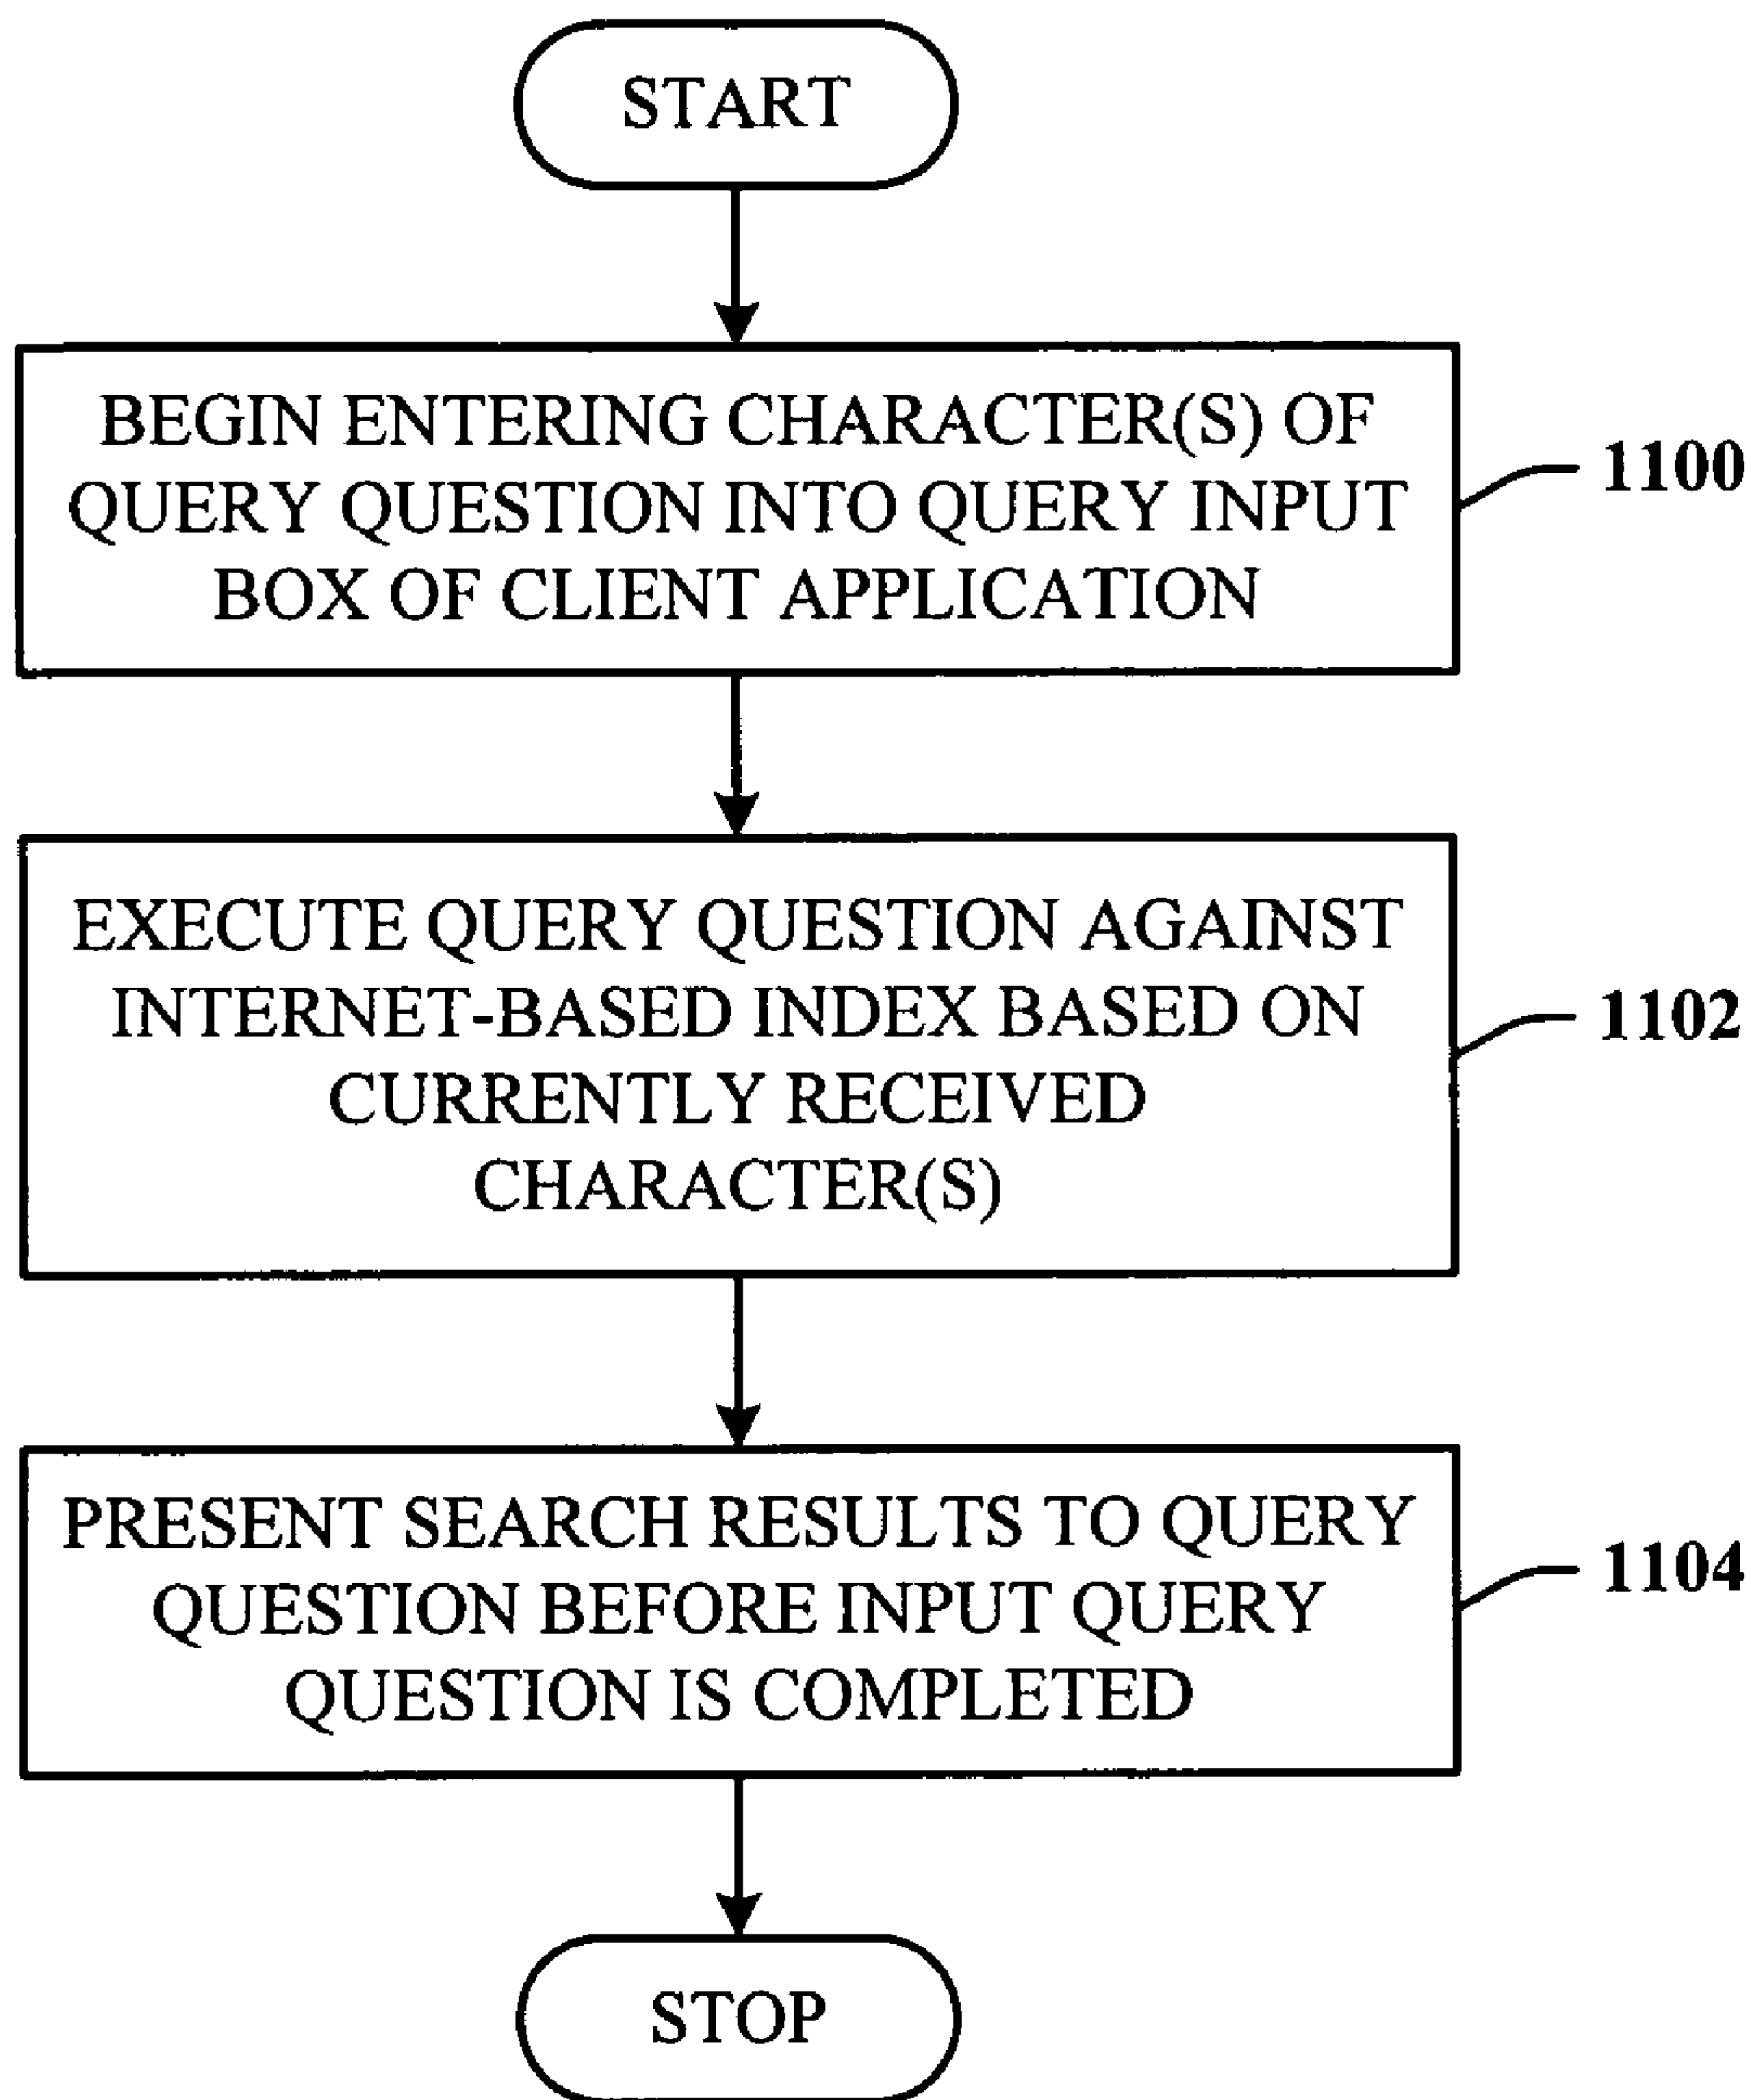 START
BEGIN ENTERING CHARACTER(S) OF
QUERY QUESTION INTO QUERY INPUT
BOX OF CLIENT APPLICATION
1100
EXECUTE QUERY QUESTION AGAINST
INTERNET-BASED INDEX BASED ON
CURRENTLY RECEIVED
CHARACTER(S)
1102
PRESENT SEARCH RESULTS TO QUERY
QUESTION BEFORE INPUT QUERY
QUESTION IS COMPLETED
1104
STOP